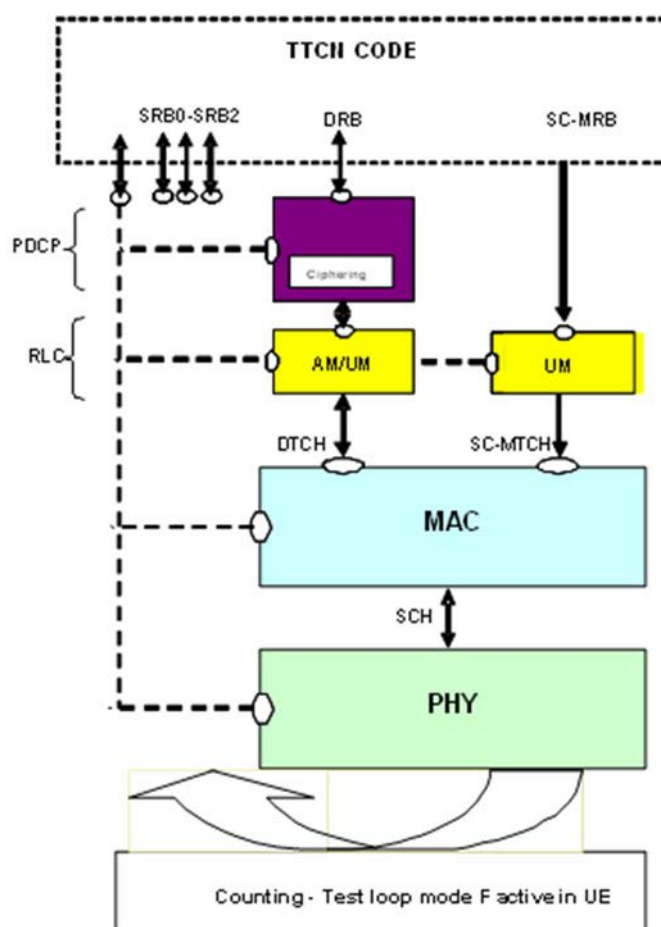 TTCN CODE
SRB0-SRB2
DRB
SC-MRB
PDCP
Ciphering
RLC
AM/UM
UM
DTCH
SC-MTCH
MAC
SCH
PHY
Counting - Test loop mode F active in UE